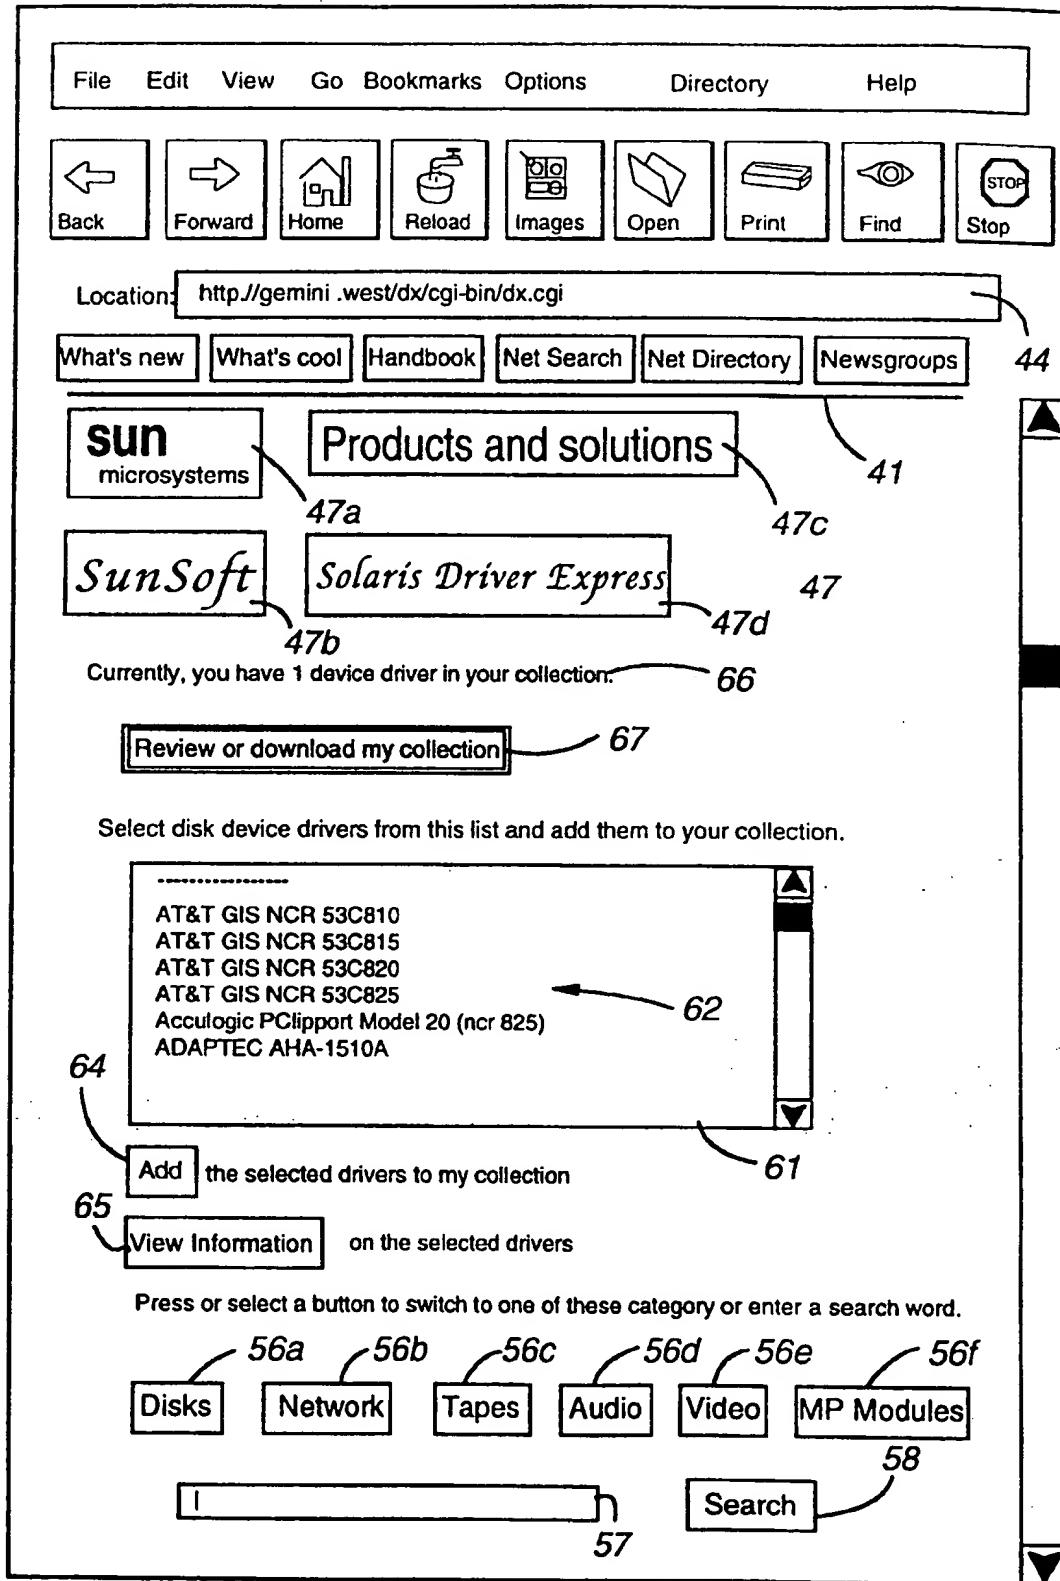 File Edit View Go Bookmarks Options Directory Help
Back Forward Home Reload Images Open Print Find STOP Stop
Location: http.//gemini .west/dx/cgi-bin/dx.cgi
44
What's new What's cool Handbook Net Search Net Directory Newsgroups
41
sun Products and solutions
microsystems
47a 47c
SunSoft Solaris Driver Express 47
47b 47d
Currently, you have 1 device driver in your collection. 66
Review or download my collection 67
Select disk device drivers from this list and add them to your collection.
----------------
AT&T GIS NCR 53C810
AT&T GIS NCR 53C815
AT&T GIS NCR 53C820
AT&T GIS NCR 53C825
62
Acculogic PClipport Model 20 (ncr 825)
ADAPTEC AHA-1510A
64
61
Add the selected drivers to my collection
65
View Information on the selected drivers
Press or select a button to switch to one of these category or enter a search word.
56a 56b 56c 56d 56e 56f
Disks Network Tapes Audio Video MP Modules
58
Search
57